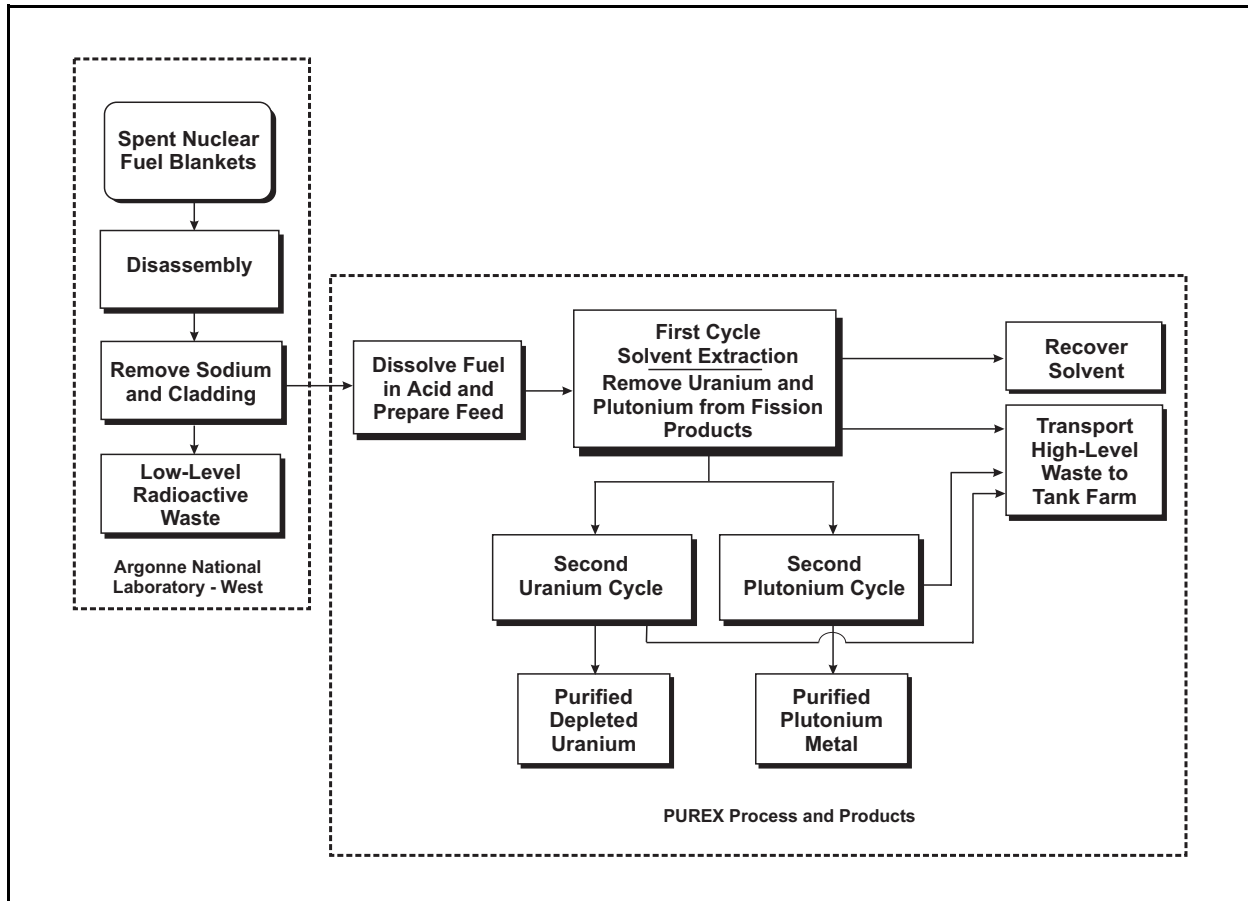 Spent Nuclear
Fuel Blankets
Disassembly
Remove Sodium
and Cladding
Low-Level
Radioactive
Waste
Argonne National
Laboratory - West
Dissolve Fuel
in Acid and
Prepare Feed
First Cycle
Solvent Extraction
Remove Uranium and
Plutonium from Fission
Products
Recover
Solvent
Transport
High-Level
Waste to
Tank Farm
Second
Uranium Cycle
Second
Plutonium Cycle
Purified
Depleted
Uranium
Purified
Plutonium
Metal
PUREX Process and Products